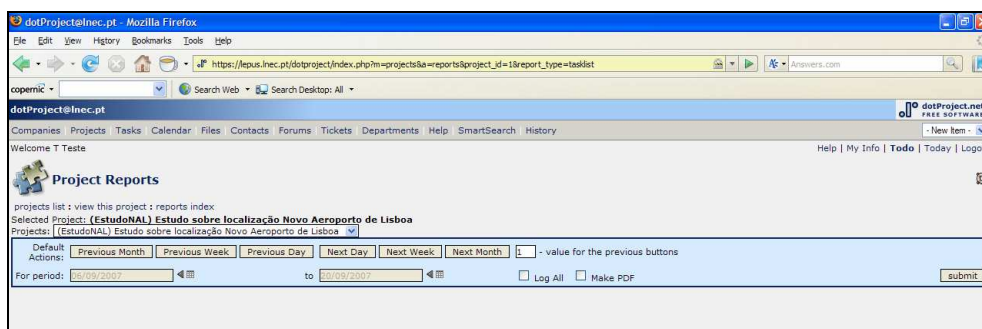 dotProject@lnec.pt - Mozilla Firefox
File Edit View History Bookmarks Tools Help
https://lepus.lnec.pt/dotproject/index.php?m=projects&a=reports&project_id=1&report_type=tasklist Answers.com
copernic Search Web Search Desktop: All
dotProject@lnec.pt dotProject.net
FREE SOFTWARE
Companies Projects Tasks Calendar Files Contacts Forums Tickets Departments Help SmartSearch History - New Item -
Welcome T Teste Help | My Info | Todo | Today | Logo
Project Reports
projects list : view this project : reports index
Selected Project: (EstudoNAL) Estudo sobre localização Novo Aeroporto de Lisboa
Projects: (EstudoNAL) Estudo sobre localização Novo Aeroporto de Lisboa
Default Actions: Previous Month Previous Week Previous Day Next Day Next Week Next Month 1 - value for the previous buttons
For period: 06/09/2007 to 20/09/2007 Log All Make PDF submit